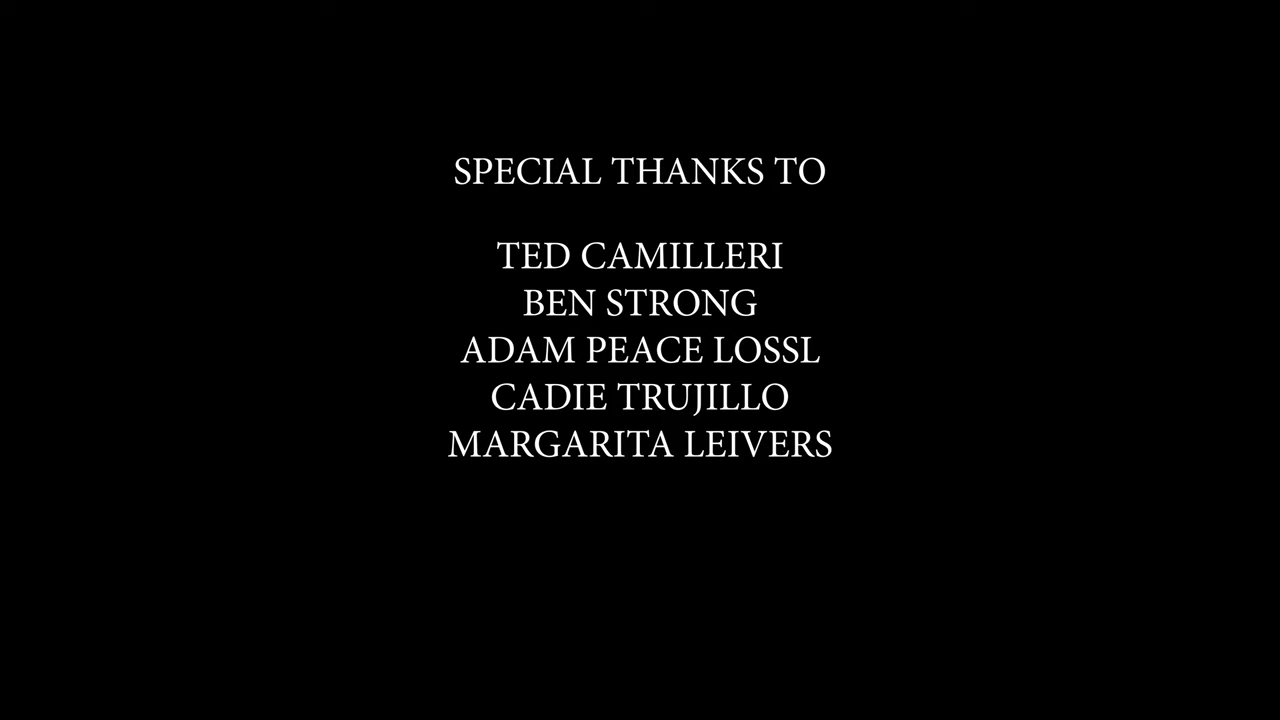 SPECIAL THANKS TO
TED CAMILLERI
BEN STRONG
ADAM PEACE LOSSL
CADIE TRUJILLO
MARGARITA LEIVERS